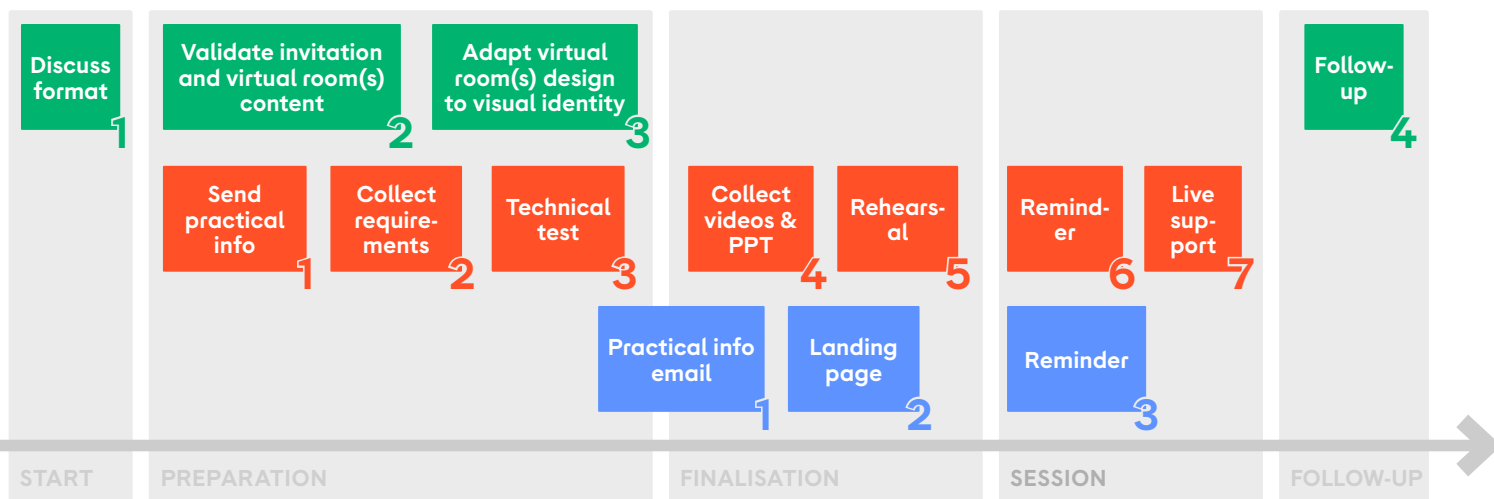 Discuss
format
1
Validate invitation
and virtual room(s)
content
2
Adapt virtual
room(s) design
to visual identity
3
Follow-
up
4
Send
practical
info
1
Collect
require-
ments
2
Technical
test
3
Collect
videos &
PPT
4
Rehears-
al
5
Remind-
er
6
Live
sup-
port
7
Practical info
email
1
Landing
page
2
Reminder
3
START
PREPARATION
FINALISATION
SESSION
FOLLOW-UP